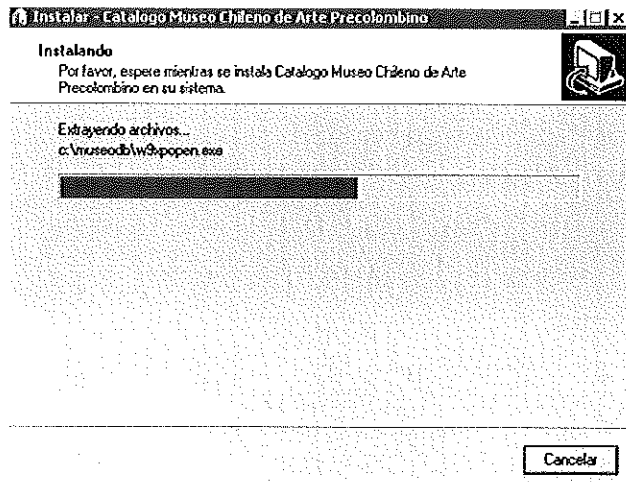 Instalar - Catalogo Museo Chileno de Arte Precolombino
Instalando
Por favor, espere mientras se instala Catalogo Museo Chileno de Arte
Precolombino en su sistema.
Extrayendo archivos...
c:\museodb\w9xpopen.exe
Cancelar